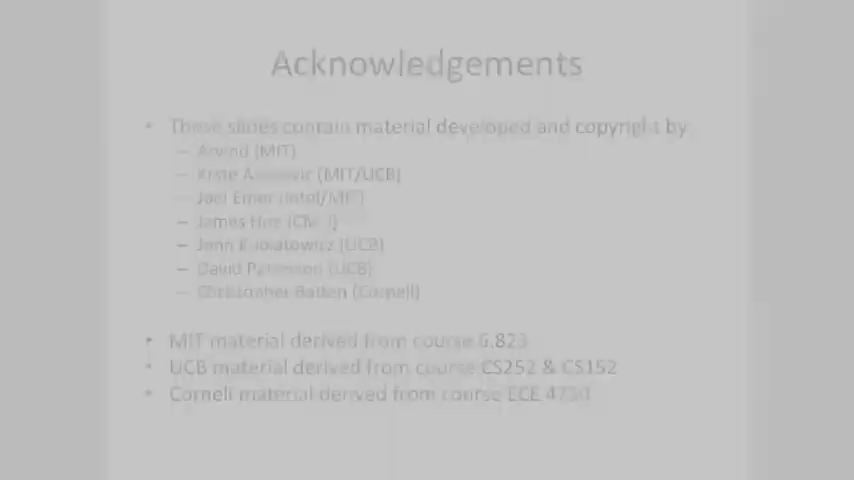 Acknowledgements
• These slides contain material developed and copyright by:
– Arvind (MIT)
– Krste Asanovic (MIT/UCB)
– Joel Emer (Intel/MIT)
– James Hoe (CMU)
– John Kubiatowicz (UCB)
– David Patterson (UCB)
– Christopher Batten (Cornell)
• MIT material derived from course 6.823
• UCB material derived from course CS252 & CS152
• Cornell material derived from course ECE 4750